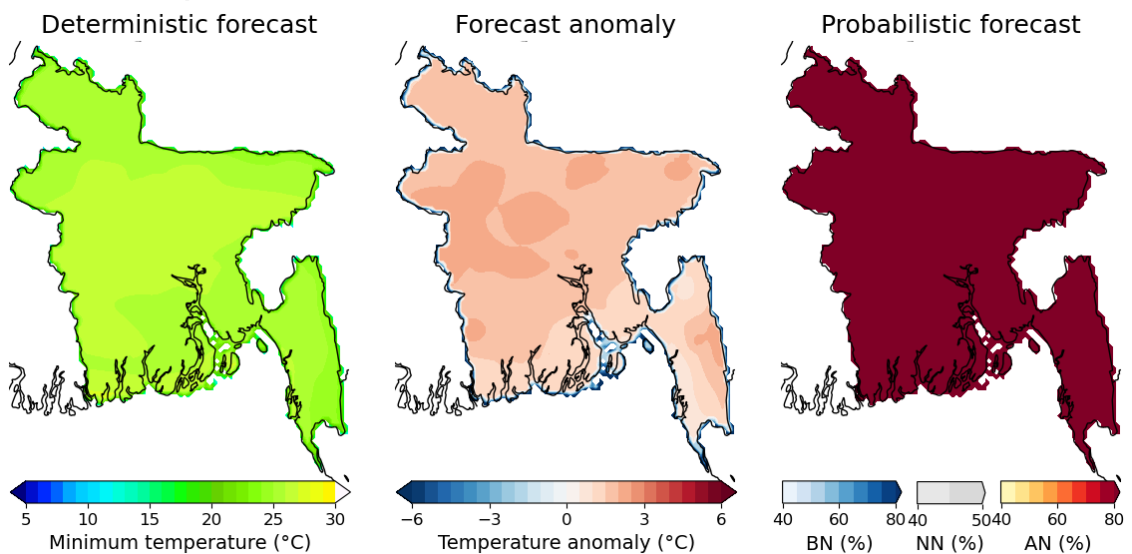 Deterministic forecast
Forecast anomaly
Probabilistic forecast
5 10 15 20 25 30
Minimum temperature (°C)
−6 −3 0 3 6
Temperature anomaly (°C)
40 60 80
BN (%)
40 50
NN (%)
40 60 80
AN (%)